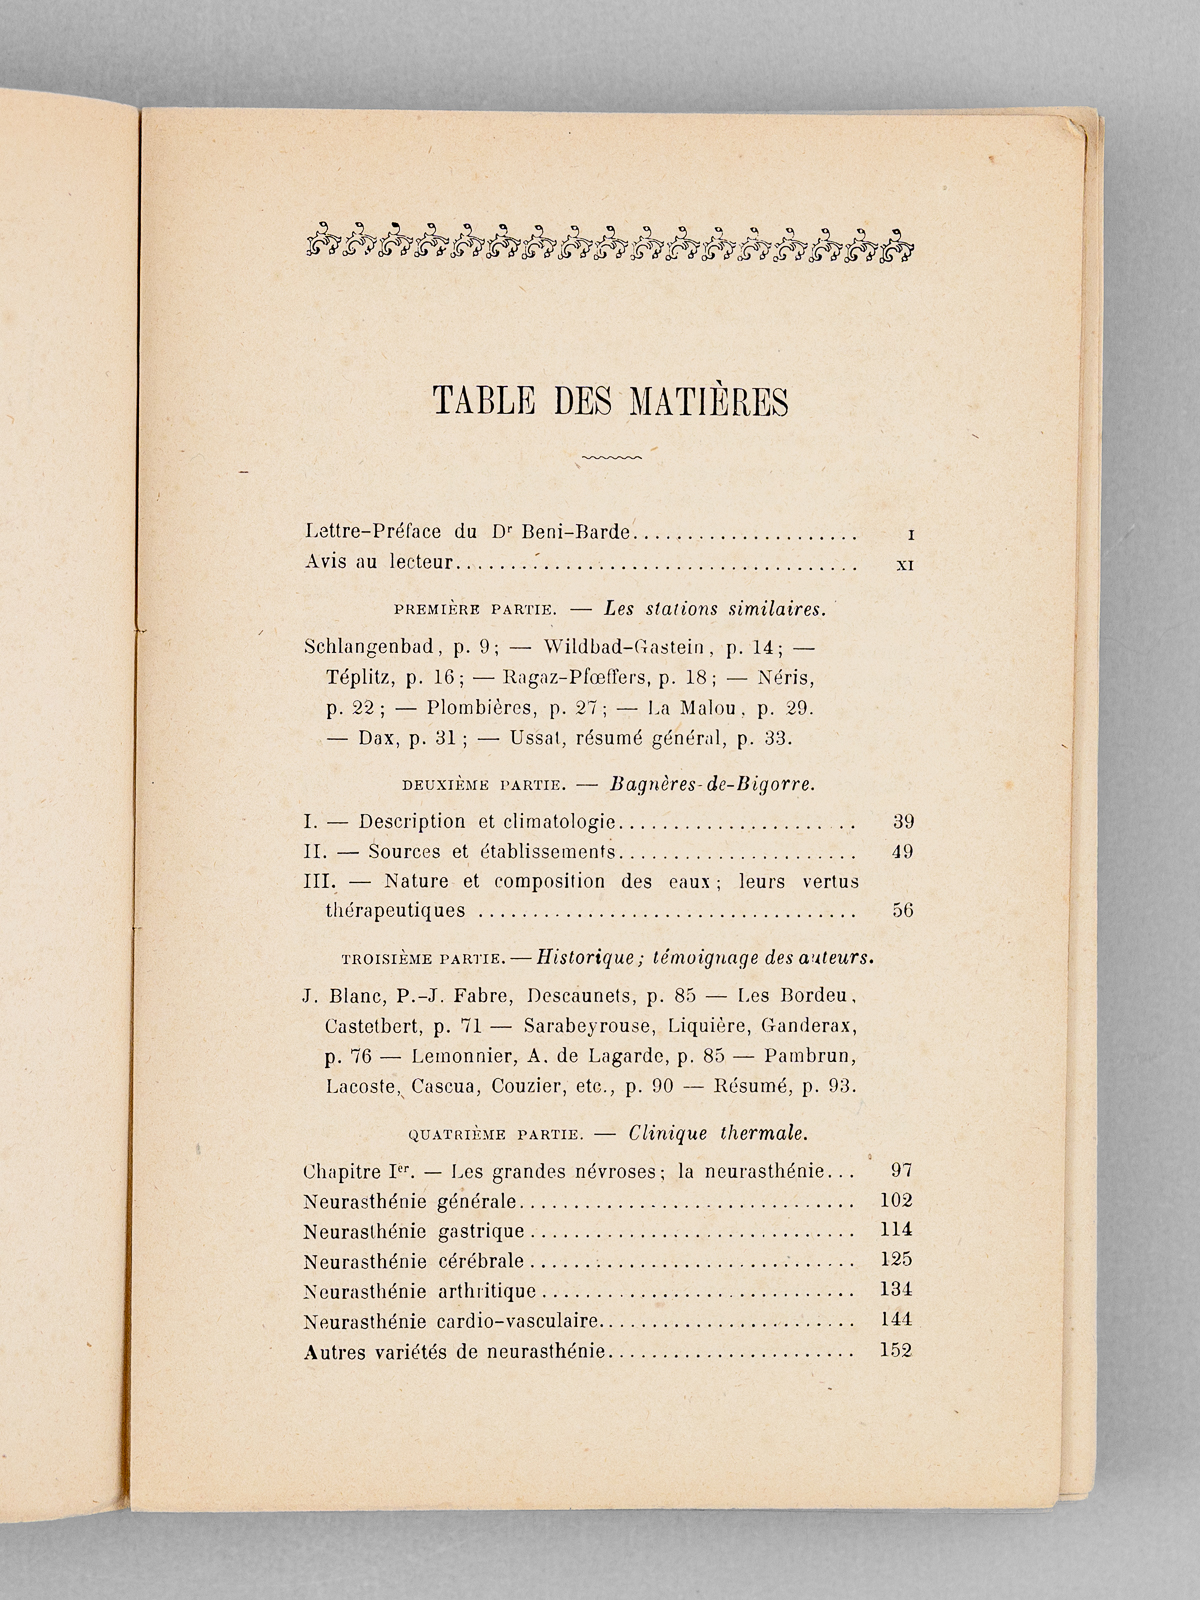 TABLE DES MATIÈRES
Lettre-Préface du Dr Beni-Barde..................... I
Avis au lecteur..................................... XI
PREMIÈRE PARTIE. — Les stations similaires.
Schlangenbad, p. 9; — Wildbad-Gastein, p. 14; —
Téplitz, p. 16; — Ragaz-Pfœffers, p. 18; — Néris,
p. 22; — Plombières, p. 27; — La Malou, p. 29.
— Dax, p. 31; — Ussat, résumé général, p. 33.
DEUXIÈME PARTIE. — Bagnères-de-Bigorre.
I. — Description et climatologie...................... 39
II. — Sources et établissements...................... 49
III. — Nature et composition des eaux; leurs vertus
thérapeutiques ................................... 56
TROISIÈME PARTIE. — Historique; témoignage des auteurs.
J. Blanc, P.-J. Fabre, Descaunets, p. 85 — Les Bordeu,
Castetbert, p. 71 — Sarabeyrouse, Liquière, Ganderax,
p. 76 — Lemonnier, A. de Lagarde, p. 85 — Pambrun,
Lacoste, Cascua, Couzier, etc., p. 90 — Résumé, p. 93.
QUATRIÈME PARTIE. — Clinique thermale.
Chapitre Ier. — Les grandes névroses; la neurasthénie... 97
Neurasthénie générale............................... 102
Neurasthénie gastrique .............................. 114
Neurasthénie cérébrale .............................. 125
Neurasthénie arthritique ............................. 134
Neurasthénie cardio-vasculaire........................ 144
Autres variétés de neurasthénie....................... 152